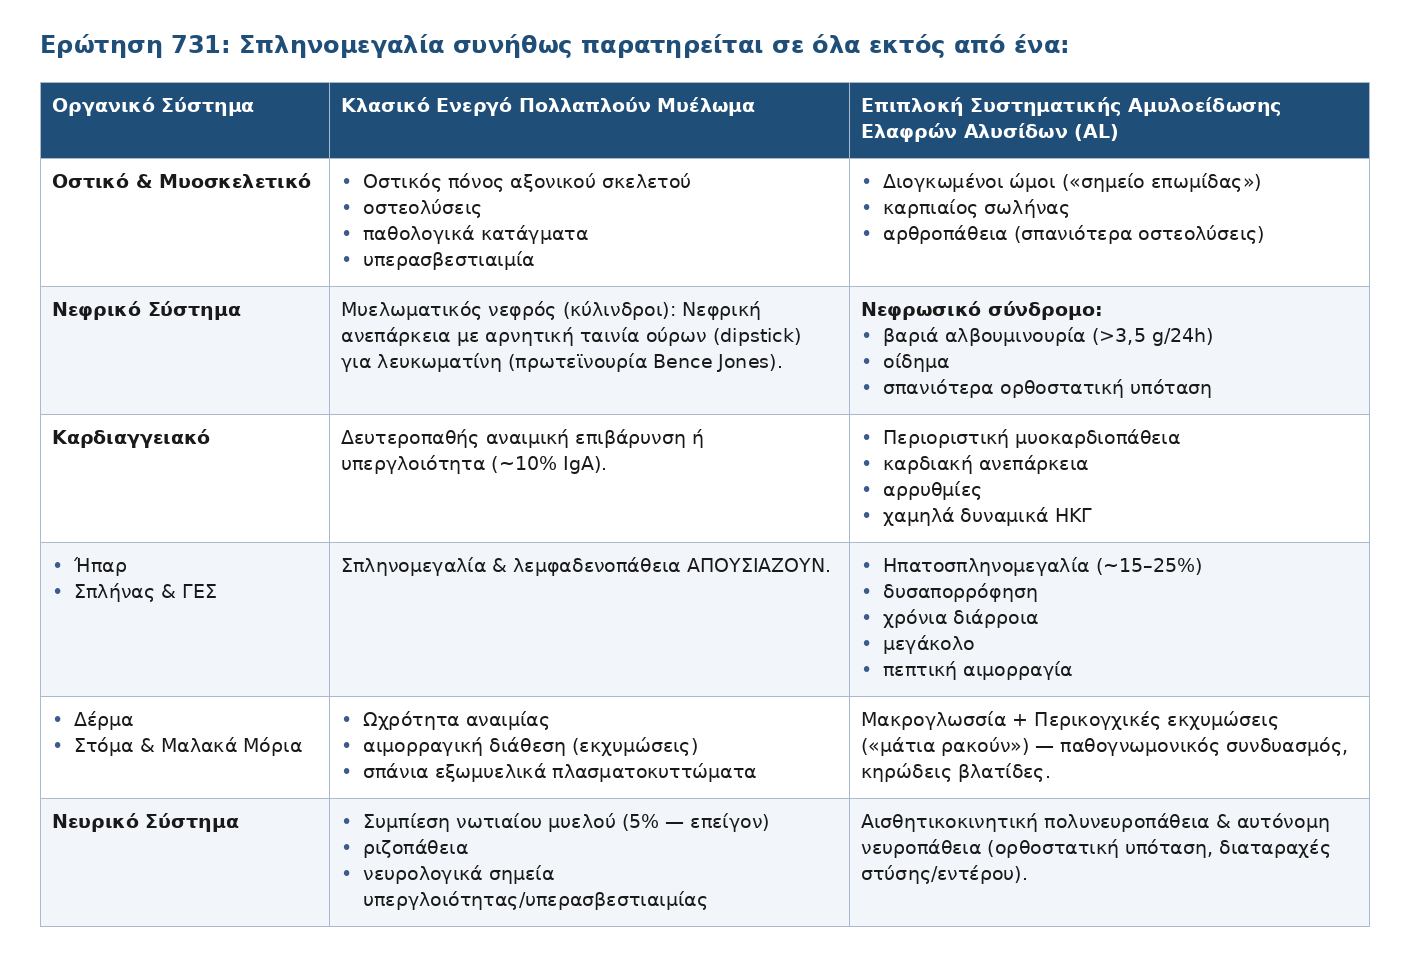 Ερώτηση 731: Σπληνομεγαλία συνήθως παρατηρείται σε όλα εκτός από ένα:
Οργανικό Σύστημα
Κλασικό Ενεργό Πολλαπλούν Μυέλωμα
Επιπλοκή Συστηματικής Αμυλοείδωσης
Ελαφρών Αλυσίδων (AL)
Οστικό & Μυοσκελετικό
• Οστικός πόνος αξονικού σκελετού
• οστεολύσεις
• παθολογικά κατάγματα
• υπερασβεστιαιμία
• Διογκωμένοι ώμοι («σημείο επωμίδας»)
• καρπιαίος σωλήνας
• αρθροπάθεια (σπανιότερα οστεολύσεις)
Νεφρικό Σύστημα
Μυελωματικός νεφρός (κύλινδροι): Νεφρική
ανεπάρκεια με αρνητική ταινία ούρων (dipstick)
για λευκωματίνη (πρωτεϊνουρία Bence Jones).
Νεφρωσικό σύνδρομο:
• βαριά αλβουμινουρία (>3,5 g/24h)
• οίδημα
• σπανιότερα ορθοστατική υπόταση
Καρδιαγγειακό
Δευτεροπαθής αναιμική επιβάρυνση ή
υπεργλοιότητα (~10% IgA).
• Περιοριστική μυοκαρδιοπάθεια
• καρδιακή ανεπάρκεια
• αρρυθμίες
• χαμηλά δυναμικά ΗΚΓ
• Ήπαρ
• Σπλήνας & ΓΕΣ
Σπληνομεγαλία & λεμφαδενοπάθεια ΑΠΟΥΣΙΑΖΟΥΝ.
• Ηπατοσπληνομεγαλία (~15–25%)
• δυσαπορρόφηση
• χρόνια διάρροια
• μεγάκολο
• πεπτική αιμορραγία
• Δέρμα
• Στόμα & Μαλακά Μόρια
• Ωχρότητα αναιμίας
• αιμορραγική διάθεση (εκχυμώσεις)
• σπάνια εξωμυελικά πλασματοκυττώματα
Μακρογλωσσία + Περικογχικές εκχυμώσεις
(«μάτια ρακούν») — παθογνωμονικός συνδυασμός,
κηρώδεις βλατίδες.
Νευρικό Σύστημα
• Συμπίεση νωτιαίου μυελού (5% — επείγον)
• ριζοπάθεια
• νευρολογικά σημεία
υπεργλοιότητας/υπερασβεστιαιμίας
Αισθητικοκινητική πολυνευροπάθεια & αυτόνομη
νευροπάθεια (ορθοστατική υπόταση, διαταραχές
στύσης/εντέρου).